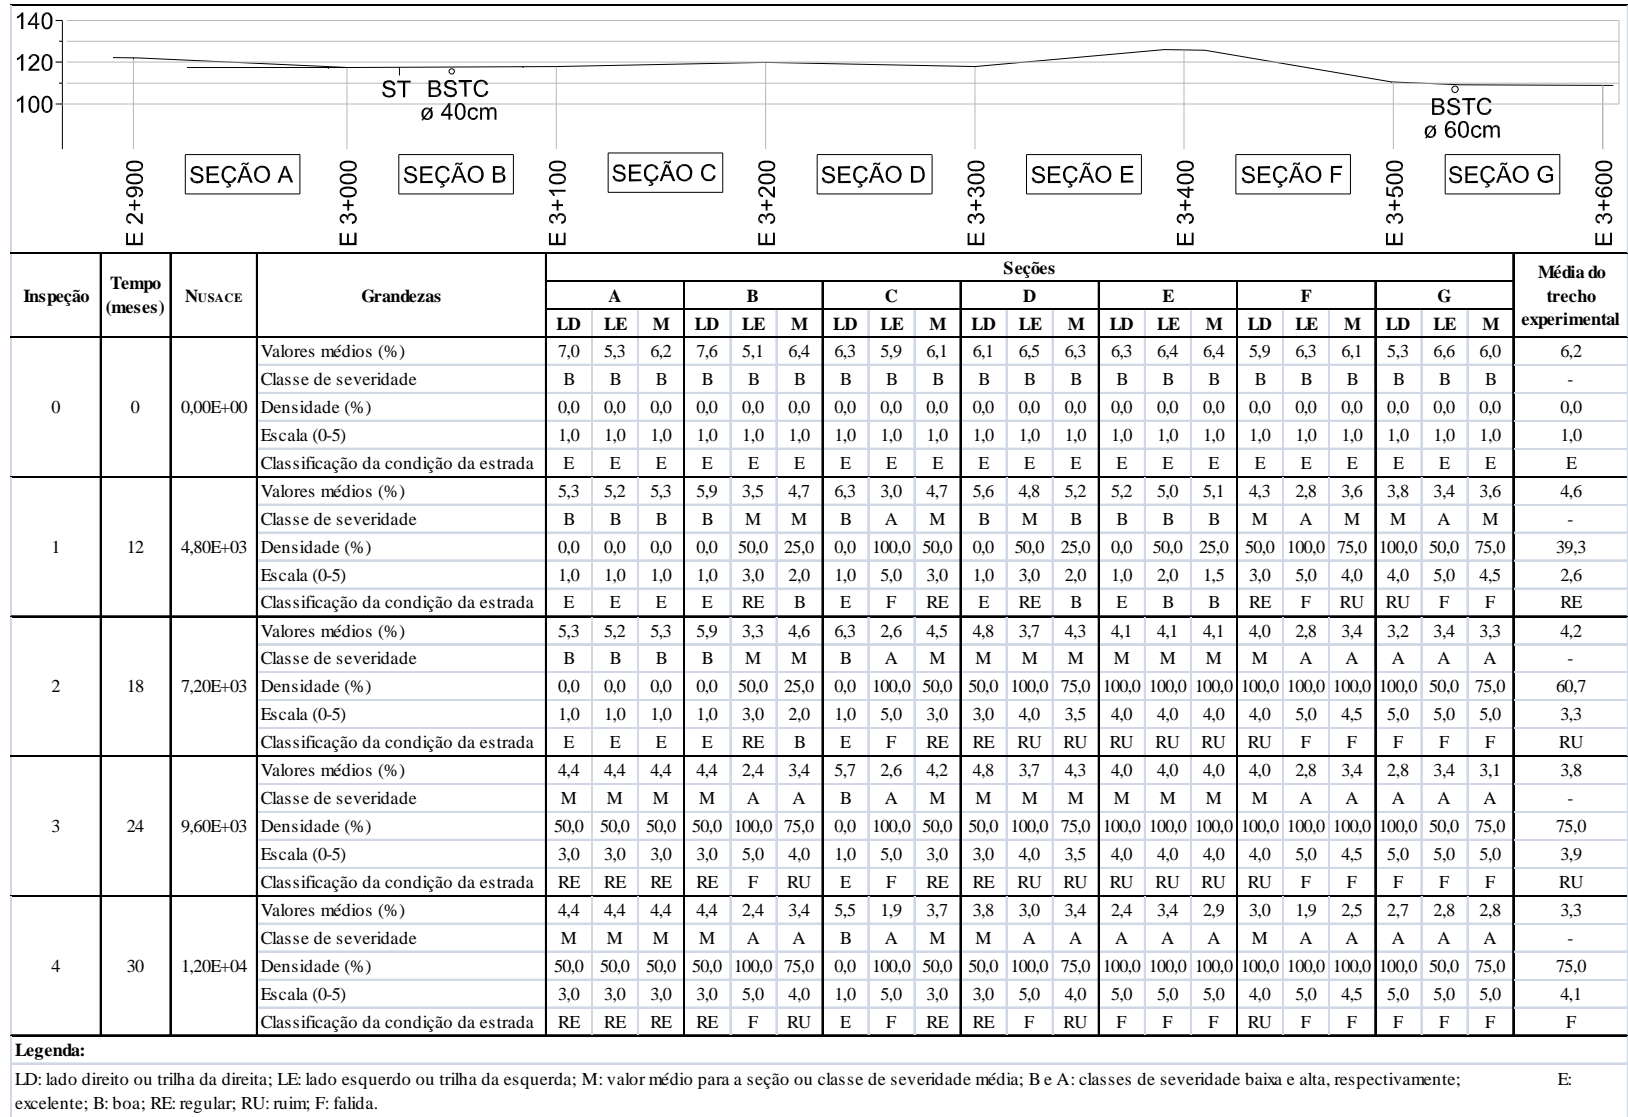 140
120
100
ST BSTC
ø 40cm
BSTC
ø 60cm
SEÇÃO A SEÇÃO B SEÇÃO C SEÇÃO D SEÇÃO E SEÇÃO F SEÇÃO G
E 2+900 E 3+000 E 3+100 E 3+200 E 3+300 E 3+400 E 3+500 E 3+600
Inspeção Tempo (meses) NUSACE Grandezas Seções Média do trecho experimental
A B C D E F G
LD LE M LD LE M LD LE M LD LE M LD LE M LD LE M LD LE M
Valores médios (%) 7,0 5,3 6,2 7,6 5,1 6,4 6,3 5,9 6,1 6,1 6,5 6,3 6,3 6,4 6,4 5,9 6,3 6,1 5,3 6,6 6,0 6,2
Classe de severidade B B B B B B B B B B B B B B B B B B B B B -
0 0 0,00E+00 Densidade (%) 0,0 0,0 0,0 0,0 0,0 0,0 0,0 0,0 0,0 0,0 0,0 0,0 0,0 0,0 0,0 0,0 0,0 0,0 0,0 0,0 0,0 0,0
Escala (0-5) 1,0 1,0 1,0 1,0 1,0 1,0 1,0 1,0 1,0 1,0 1,0 1,0 1,0 1,0 1,0 1,0 1,0 1,0 1,0 1,0 1,0 1,0
Classificação da condição da estrada E E E E E E E E E E E E E E E E E E E E E E
Valores médios (%) 5,3 5,2 5,3 5,9 3,5 4,7 6,3 3,0 4,7 5,6 4,8 5,2 5,2 5,0 5,1 4,3 2,8 3,6 3,8 3,4 3,6 4,6
Classe de severidade B B B B M M B A M B M B B B B M A M M A M -
1 12 4,80E+03 Densidade (%) 0,0 0,0 0,0 0,0 50,0 25,0 0,0 100,0 50,0 0,0 50,0 25,0 0,0 50,0 25,0 50,0 100,0 75,0 100,0 50,0 75,0 39,3
Escala (0-5) 1,0 1,0 1,0 1,0 3,0 2,0 1,0 5,0 3,0 1,0 3,0 2,0 1,0 2,0 1,5 3,0 5,0 4,0 4,0 5,0 4,5 2,6
Classificação da condição da estrada E E E E RE B E F RE E RE B E B B RE F RU RU F F RE
Valores médios (%) 5,3 5,2 5,3 5,9 3,3 4,6 6,3 2,6 4,5 4,8 3,7 4,3 4,1 4,1 4,1 4,0 2,8 3,4 3,2 3,4 3,3 4,2
Classe de severidade B B B B M M B A M M M M M M M M A A A A A -
2 18 7,20E+03 Densidade (%) 0,0 0,0 0,0 0,0 50,0 25,0 0,0 100,0 50,0 50,0 100,0 75,0 100,0 100,0 100,0 100,0 100,0 100,0 100,0 50,0 75,0 60,7
Escala (0-5) 1,0 1,0 1,0 1,0 3,0 2,0 1,0 5,0 3,0 3,0 4,0 3,5 4,0 4,0 4,0 4,0 5,0 4,5 5,0 5,0 5,0 3,3
Classificação da condição da estrada E E E E RE B E F RE RE RU RU RU RU RU RU F F F F F RU
Valores médios (%) 4,4 4,4 4,4 4,4 2,4 3,4 5,7 2,6 4,2 4,8 3,7 4,3 4,0 4,0 4,0 4,0 2,8 3,4 2,8 3,4 3,1 3,8
Classe de severidade M M M M A A B A M M M M M M M M A A A A A -
3 24 9,60E+03 Densidade (%) 50,0 50,0 50,0 50,0 100,0 75,0 0,0 100,0 50,0 50,0 100,0 75,0 100,0 100,0 100,0 100,0 100,0 100,0 100,0 50,0 75,0 75,0
Escala (0-5) 3,0 3,0 3,0 3,0 5,0 4,0 1,0 5,0 3,0 3,0 4,0 3,5 4,0 4,0 4,0 4,0 5,0 4,5 5,0 5,0 5,0 3,9
Classificação da condição da estrada RE RE RE RE F RU E F RE RE RU RU RU RU RU RU F F F F F RU
Valores médios (%) 4,4 4,4 4,4 4,4 2,4 3,4 5,5 1,9 3,7 3,8 3,0 3,4 2,4 3,4 2,9 3,0 1,9 2,5 2,7 2,8 2,8 3,3
Classe de severidade M M M M A A B A M M A A A A A M A A A A A -
4 30 1,20E+04 Densidade (%) 50,0 50,0 50,0 50,0 100,0 75,0 0,0 100,0 50,0 50,0 100,0 75,0 100,0 100,0 100,0 100,0 100,0 100,0 100,0 50,0 75,0 75,0
Escala (0-5) 3,0 3,0 3,0 3,0 5,0 4,0 1,0 5,0 3,0 3,0 5,0 4,0 5,0 5,0 5,0 4,0 5,0 4,5 5,0 5,0 5,0 4,1
Classificação da condição da estrada RE RE RE RE F RU E F RE RE F RU F F F RU F F F F F F
Legenda:
LD: lado direito ou trilha da direita; LE: lado esquerdo ou trilha da esquerda; M: valor médio para a seção ou classe de severidade média; B e A: classes de severidade baixa e alta, respectivamente; E:
excelente; B: boa; RE: regular; RU: ruim; F: falida.